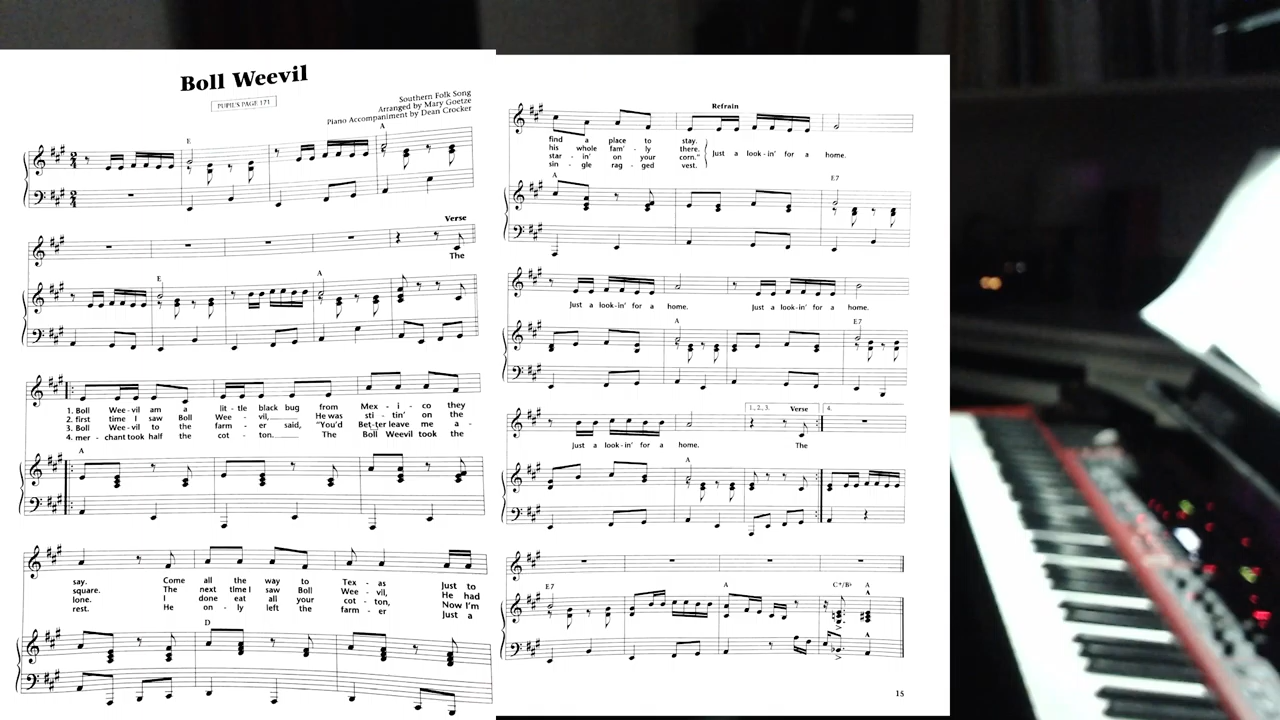 Boll Weevil
PUPIL'S PAGE 171
Southern Folk Song
Arranged by Mary Goetze
Piano Accompaniment by Dean Crocker
E
A
Verse
The
E
A
1. Boll Wee - vil am a lit - tle black bug from Mex - i - co they
2. first time I saw Boll Wee - vil, He was sti - tin' on the
3. Boll Wee - vil to the farm - er said, "You'd Bet - ter leave me a -
4. mer - chant took half the cot - ton. The Boll Weevil took the
A
say. Come all the way to Tex - as Just to
square. The next time I saw Boll Wee - vil, He had
lone. I done eat all your cot - ton, Now I'm
rest. He on - ly left the farm - er Just a
D
Refrain
find a place to stay.
his whole fam' - ly there.
star - in' on your corn."
sin - gle rag - ged vest.
Just a look - in' for a home.
A
E7
Just a look - in' for a home. Just a look - in' for a home.
A
E7
1., 2., 3. Verse
4.
Just a look - in' for a home. The
A
E7
A
C°/B♭
A
15